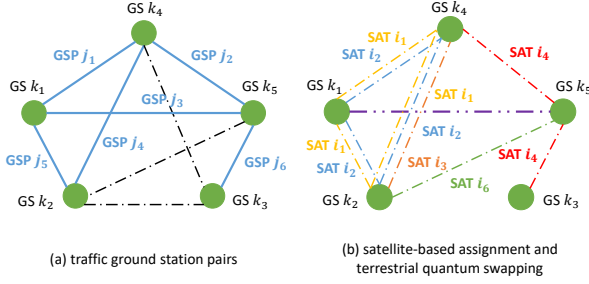 GS k₄
GSP j₁
GSP j₂
GS k₁
GSP j₃
GS k₅
GSP j₅
GSP j₄
GSP j₆
GS k₂
GS k₃
(a) traffic ground station pairs
GS k₄
SAT i₁
SAT i₂
SAT i₄
GS k₁
SAT i₁
GS k₅
SAT i₁
SAT i₂
SAT i₂
SAT i₃
SAT i₄
SAT i₆
GS k₂
GS k₃
(b) satellite-based assignment and
terrestrial quantum swapping